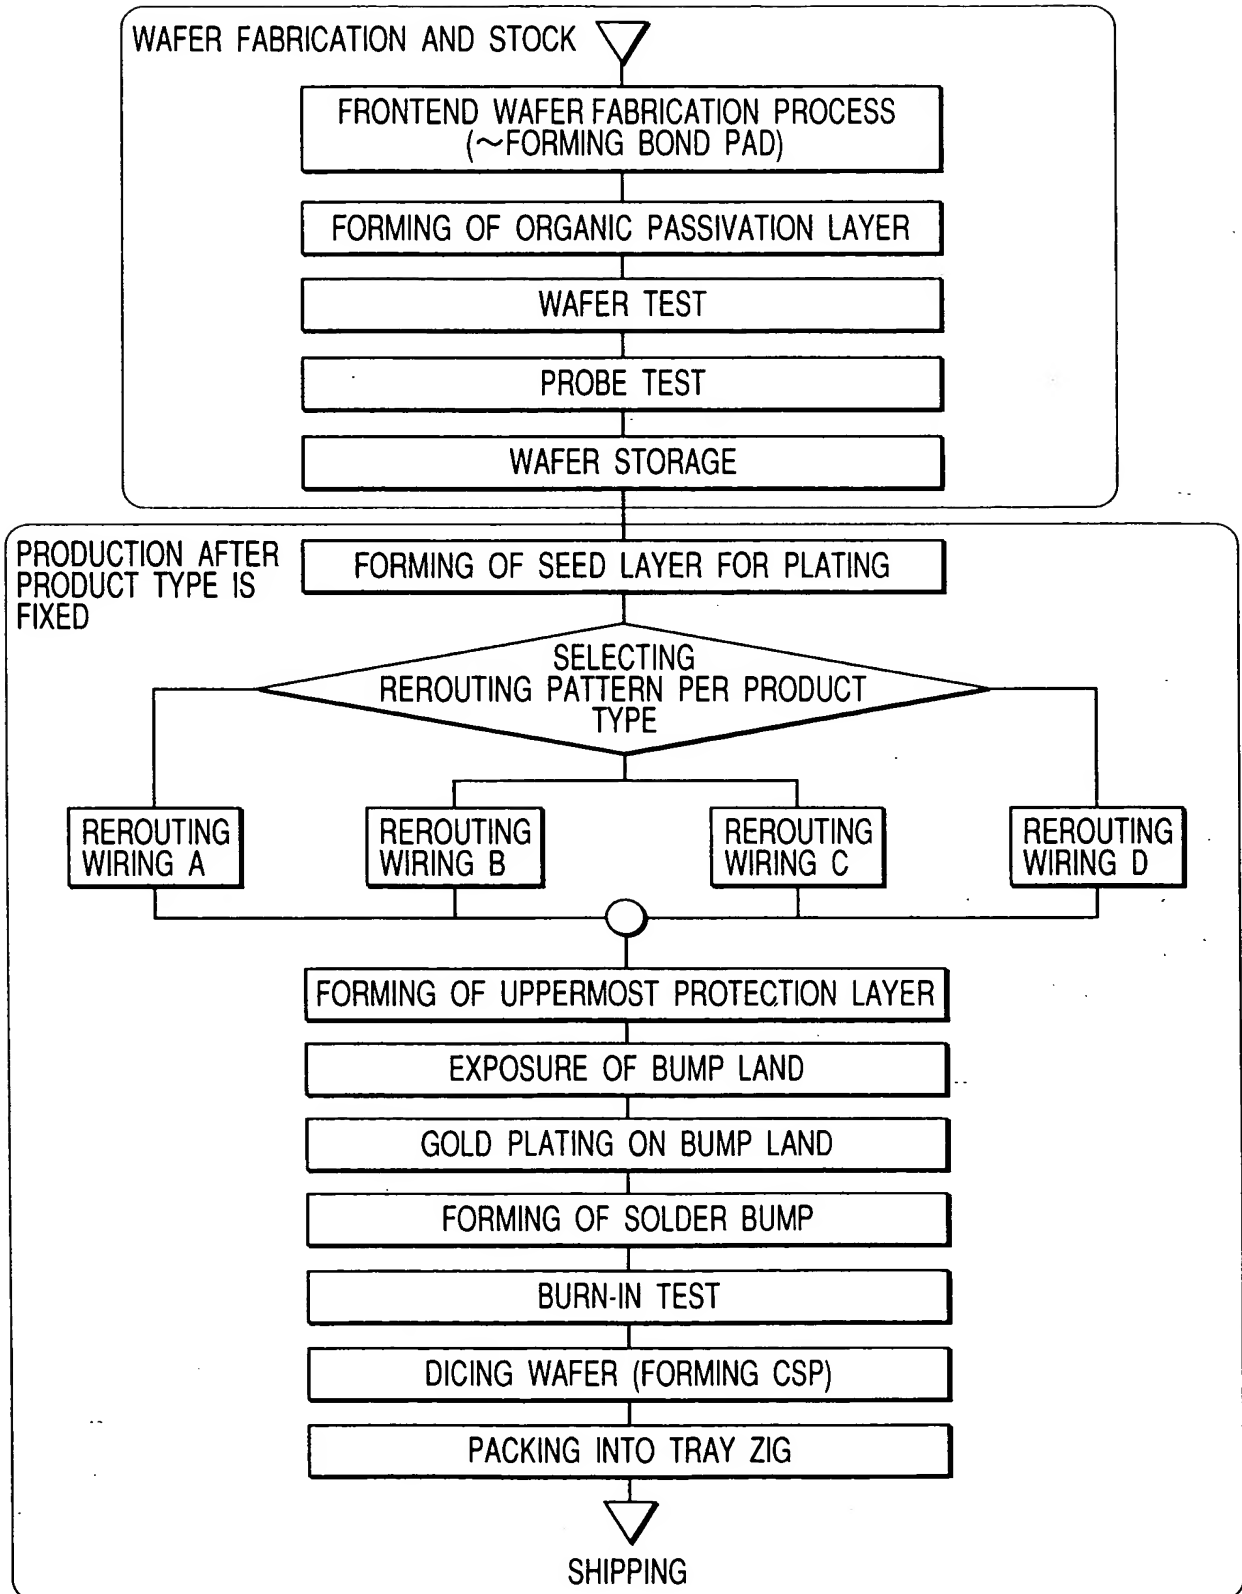 WAFER FABRICATION AND STOCK
FRONTEND WAFER FABRICATION PROCESS
(~FORMING BOND PAD)
FORMING OF ORGANIC PASSIVATION LAYER
WAFER TEST
PROBE TEST
WAFER STORAGE
PRODUCTION AFTER
PRODUCT TYPE IS
FIXED
FORMING OF SEED LAYER FOR PLATING
SELECTING
REROUTING PATTERN PER PRODUCT
TYPE
REROUTING
WIRING A
REROUTING
WIRING B
REROUTING
WIRING C
REROUTING
WIRING D
FORMING OF UPPERMOST PROTECTION LAYER
EXPOSURE OF BUMP LAND
GOLD PLATING ON BUMP LAND
FORMING OF SOLDER BUMP
BURN-IN TEST
DICING WAFER (FORMING CSP)
PACKING INTO TRAY ZIG
SHIPPING